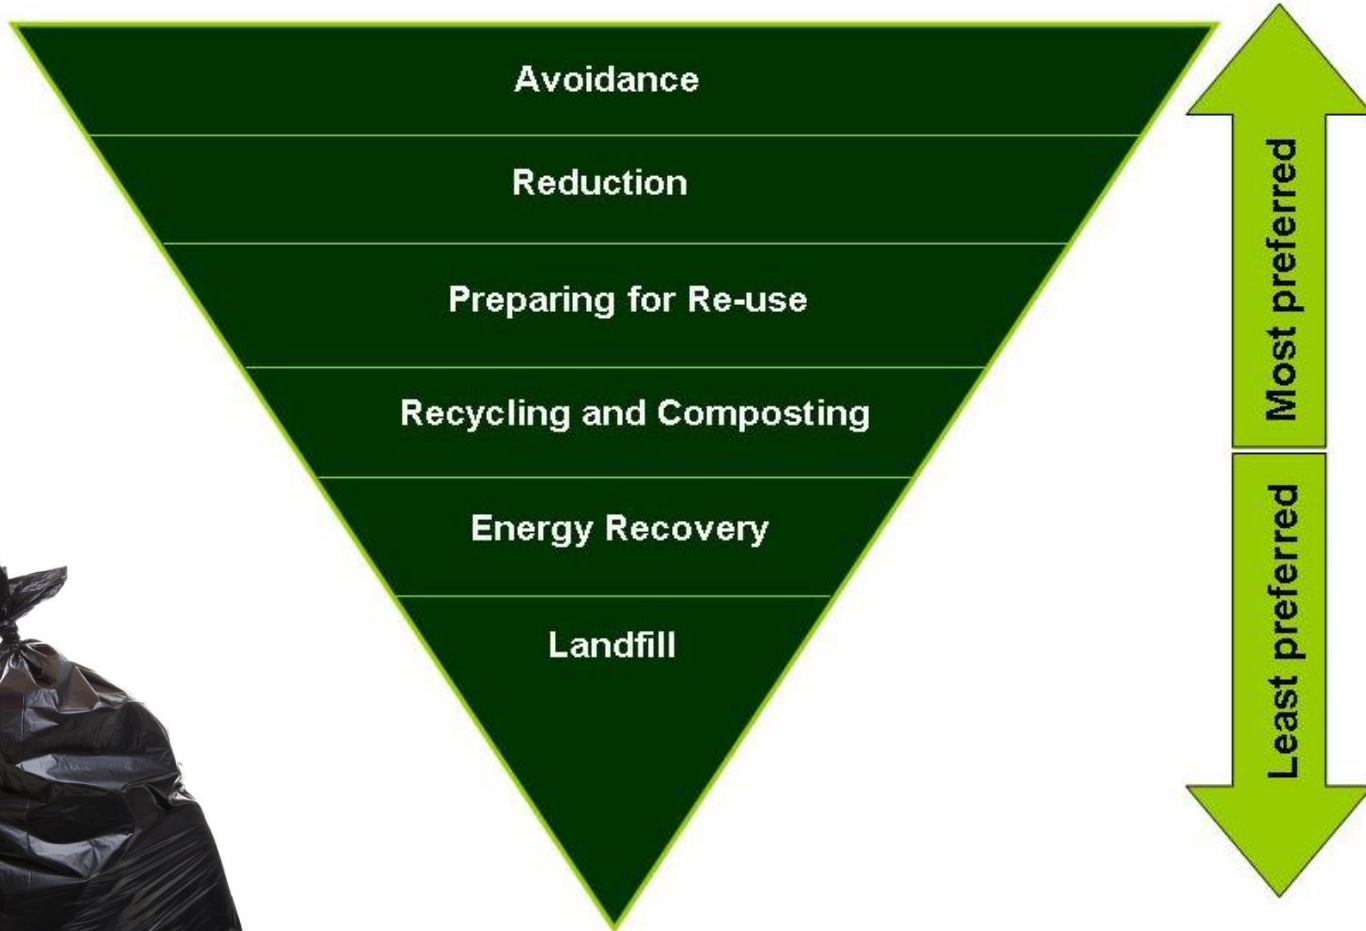 Avoidance
Reduction
Preparing for Re-use
Recycling and Composting
Energy Recovery
Landfill
Most preferred
Least preferred